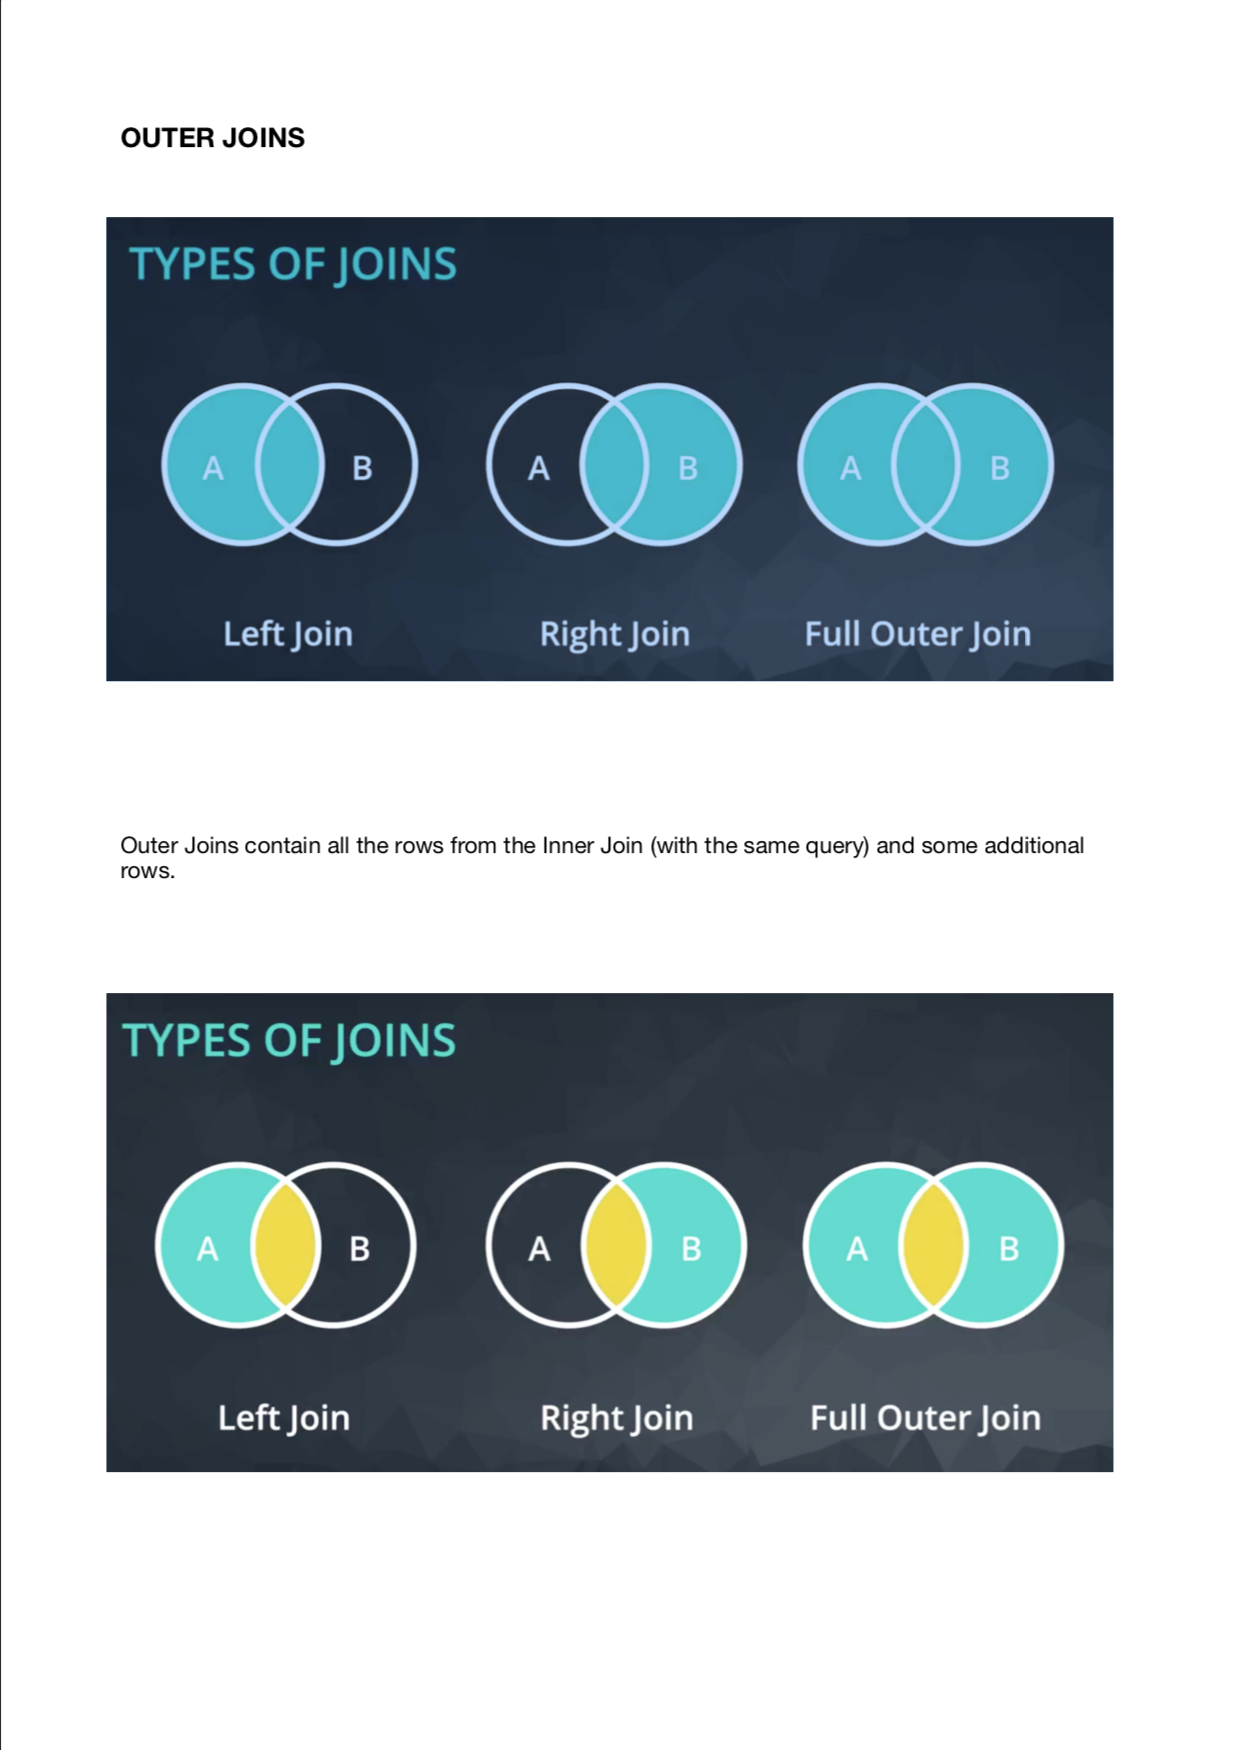 OUTER JOINS
TYPES OF JOINS
A B A B A B
Left Join Right Join Full Outer Join
Outer Joins contain all the rows from the Inner Join (with the same query) and some additional
rows.
TYPES OF JOINS
A B A B A B
Left Join Right Join Full Outer Join